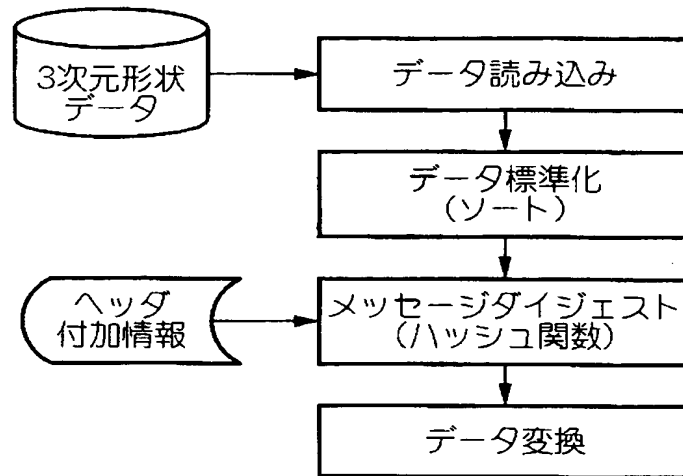 3次元形状
データ
データ読み込み
データ標準化
(ソート)
ヘッダ
付加情報
メッセージダイジェスト
(ハッシュ関数)
データ変換